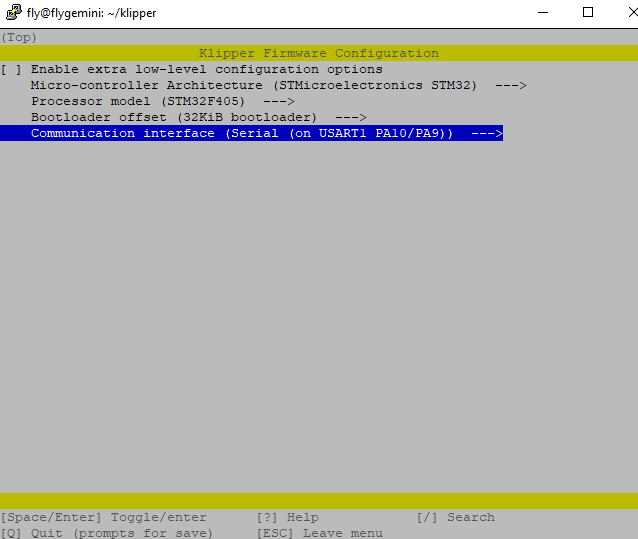 fly@flygemini: ~/klipper
(Top)
Klipper Firmware Configuration
[ ] Enable extra low-level configuration options
Micro-controller Architecture (STMicroelectronics STM32)  --->
Processor model (STM32F405)  --->
Bootloader offset (32KiB bootloader)  --->
Communication interface (Serial (on USART1 PA10/PA9))  --->
[Space/Enter] Toggle/enter [?] Help [/] Search
[Q] Quit (prompts for save) [ESC] Leave menu